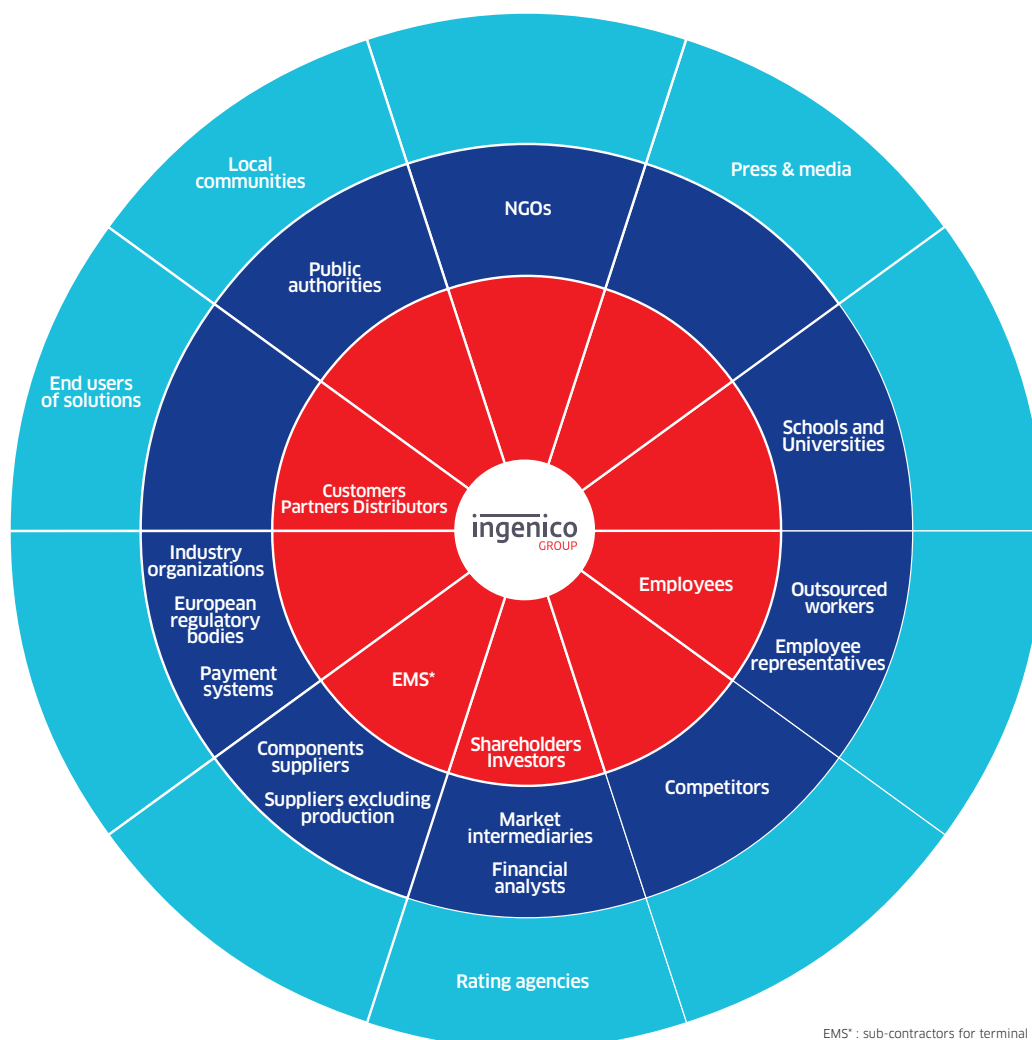 Local
communities
Press & media
NGOs
Public
authorities
End users
of solutions
Schools and
Universities
Customers
Partners Distributors
ingenico
GROUP
Industry
organizations
European
regulatory
bodies
Payment
systems
Employees
Outsourced
workers
Employee
representatives
EMS*
Shareholders
Investors
Components
suppliers
Suppliers excluding
production
Competitors
Market
intermediaries
Financial
analysts
Rating agencies
EMS* : sub-contractors for terminal